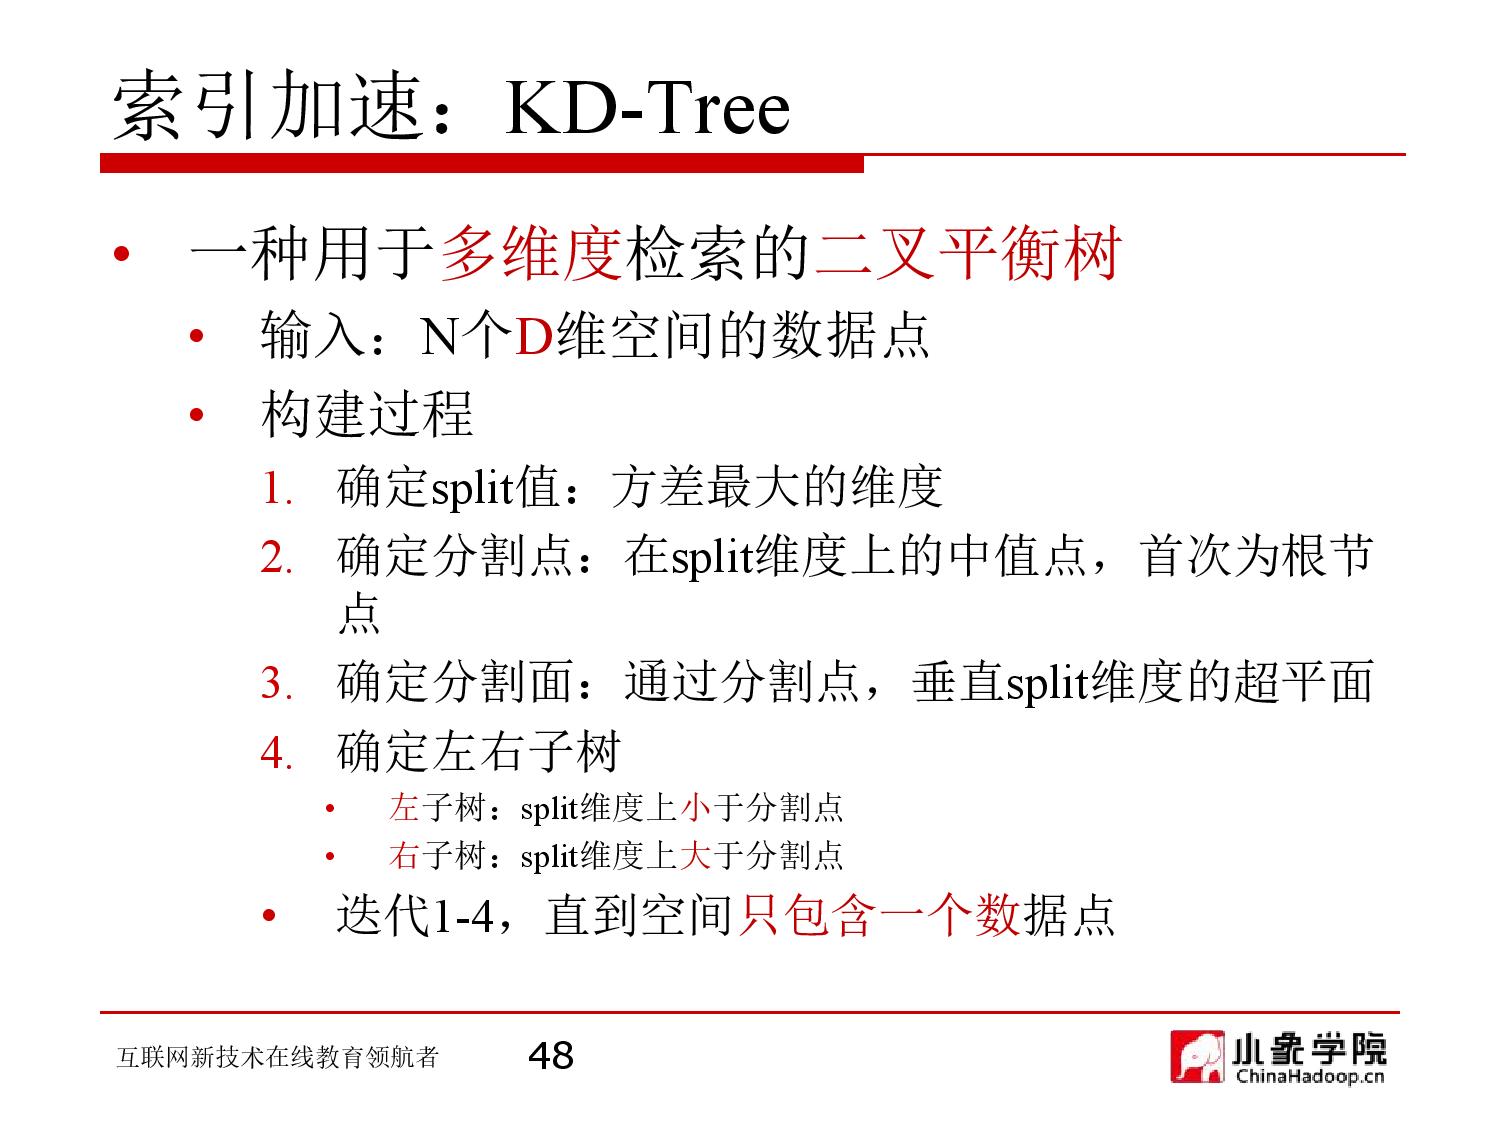 索引加速：KD-Tree
• 一种用于多维度检索的二叉平衡树
• 输入：N个D维空间的数据点
• 构建过程
1. 确定split值：方差最大的维度
2. 确定分割点：在split维度上的中值点，首次为根节
点
3. 确定分割面：通过分割点，垂直split维度的超平面
4. 确定左右子树
• 左子树：split维度上小于分割点
• 右子树：split维度上大于分割点
• 迭代1-4，直到空间只包含一个数据点
互联网新技术在线教育领航者
48
小象学院
ChinaHadoop.cn